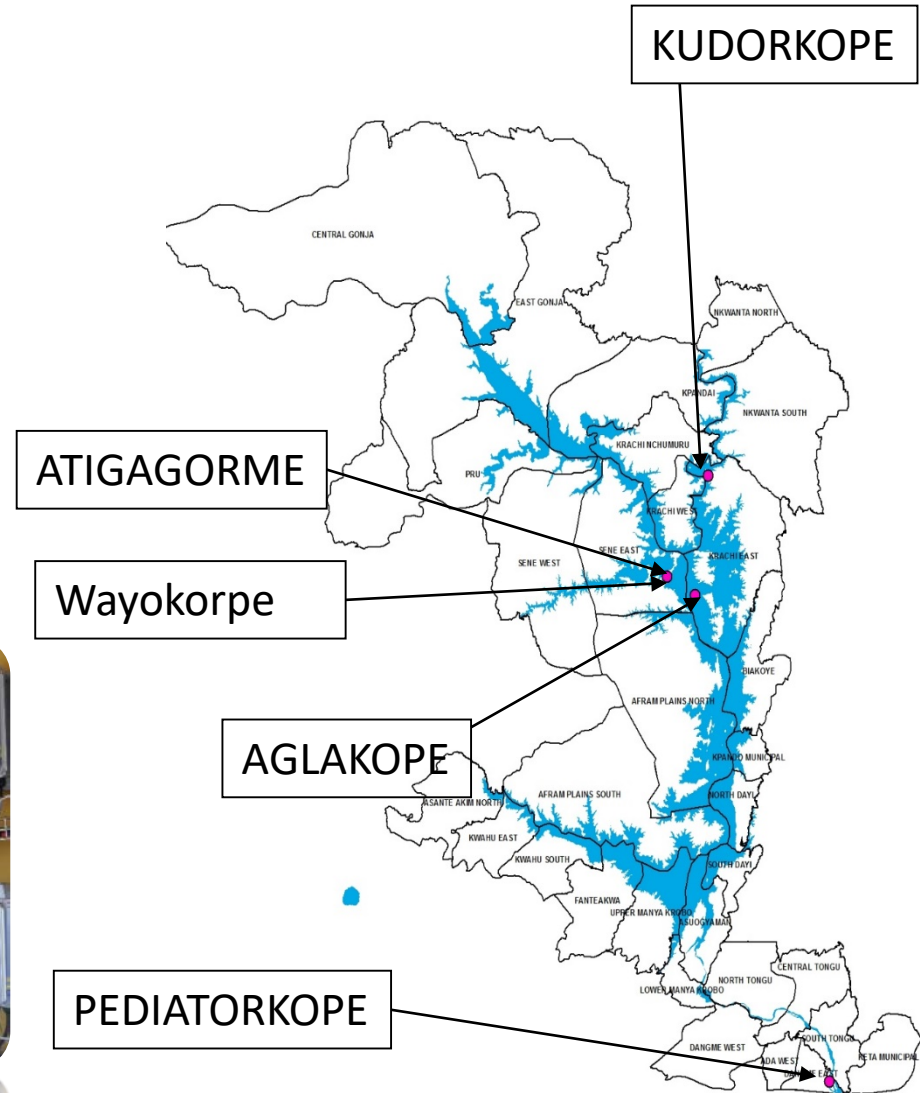 KUDORKOPE
CENTRAL GONJA
EAST GONJA
NKWANTA NORTH
KPANDAI
NKWANTA SOUTH
KRACHI NCHUMURU
ATIGAGORME
PRU
KRACHI WEST
SENE EAST
KRACHI EAST
SENE WEST
Wayokorpe
BIAKOYE
AFRAM PLAINS NORTH
AGLAKOPE
KPANDO MUNICIPAL
AFRAM PLAINS SOUTH
NORTH DAYI
ASANTE AKIM NORTH
KWAHU EAST
KWAHU SOUTH
SOUTH DAYI
FANTEAKWA
UPPER MANYA KROBO
ASUOGYAMAN
CENTRAL TONGU
NORTH TONGU
LOWER MANYA KROBO
PEDIATORKOPE
SOUTH TONGU
DANGME WEST
KETA MUNICIPAL
ADA WEST
DANGME EAST